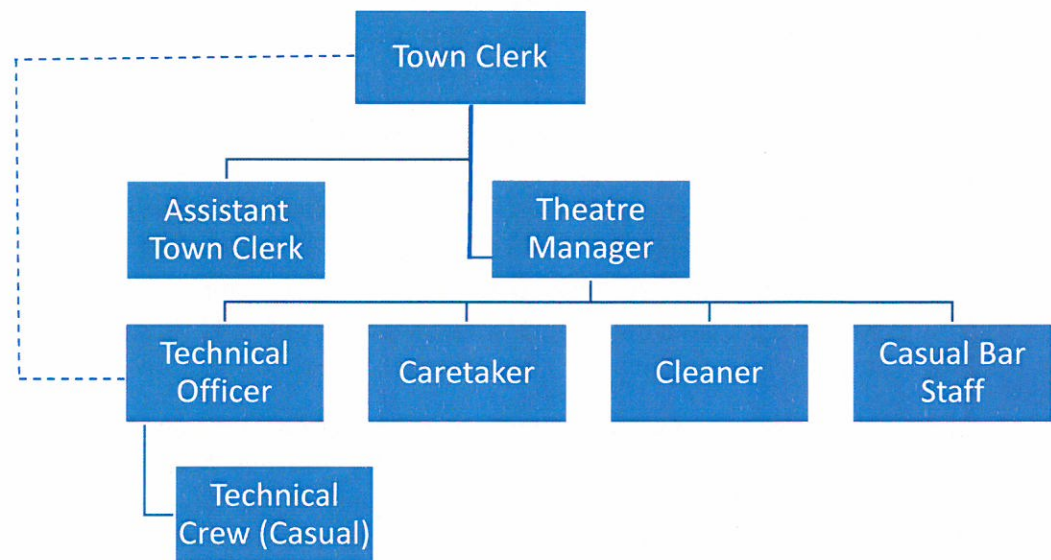 Town Clerk
Assistant
Town Clerk
Theatre
Manager
Technical
Officer
Caretaker
Cleaner
Casual Bar
Staff
Technical
Crew (Casual)